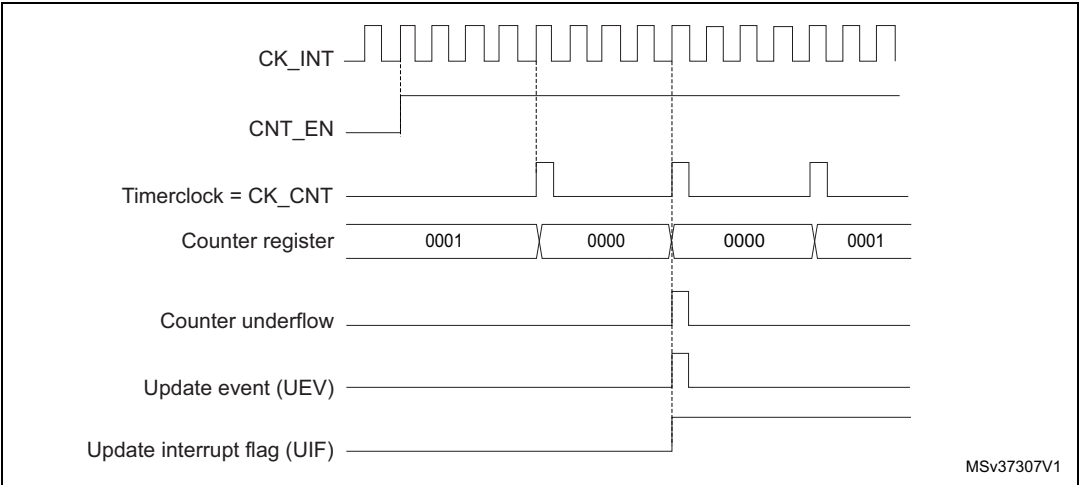 CK_INT
CNT_EN
Timerclock = CK_CNT
Counter register 0001 0000 0000 0001
Counter underflow
Update event (UEV)
Update interrupt flag (UIF)
MSv37307V1